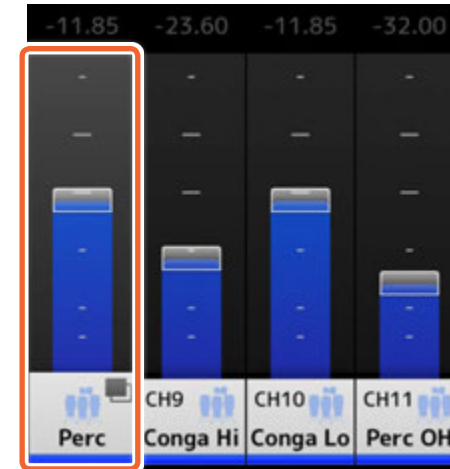 -11.85 -23.60 -11.85 -32.00
CH9 CH10 CH11
Perc Conga Hi Conga Lo Perc OH